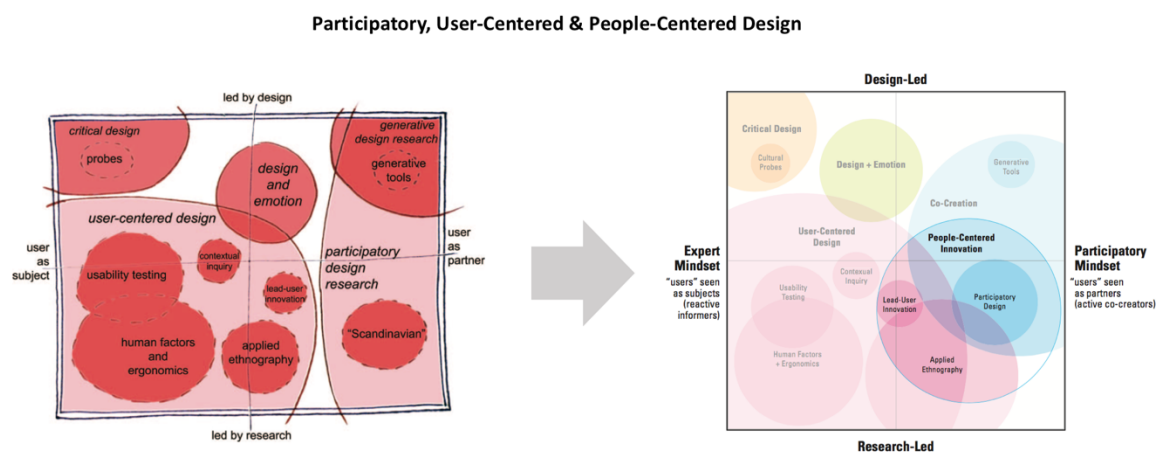 Participatory, User-Centered & People-Centered Design
led by design
critical design
probes
generative
design research
generative
tools
design
and
emotion
user-centered design
user
as
subject
user
as
partner
usability testing
contextual
inquiry
participatory
design
research
lead-user
innovation
human factors
and
ergonomics
applied
ethnography
"Scandinavian"
led by research
Design-Led
Critical Design
Cultural
Probes
Design + Emotion
Generative
Tools
Co-Creation
User-Centered
Design
People-Centered
Innovation
Expert
Mindset
"users" seen
as subjects
(reactive
informers)
Participatory
Mindset
"users" seen
as partners
(active co-creators)
Contexual
Inquiry
Usability
Testing
Lead-User
Innovation
Participatory
Design
Human Factors
+ Ergonomics
Applied
Ethnography
Research-Led